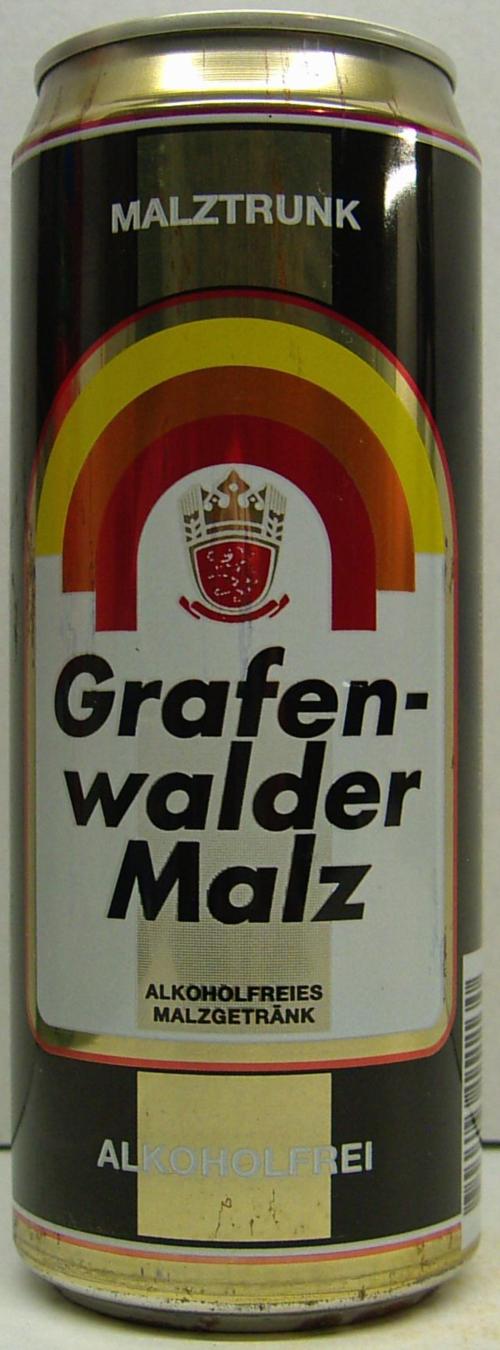 MALZTRUNK
Grafen-
walder
Malz
ALKOHOLFREIES
MALZGETRÄNK
ALKOHOLFREI